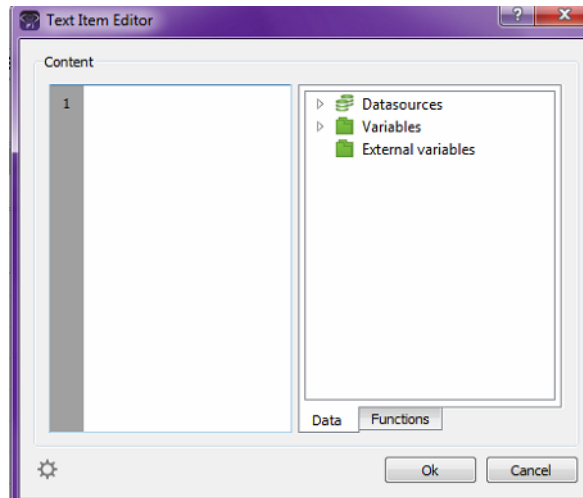 Text Item Editor
?
X
Content
1
Datasources
Variables
External variables
Data
Functions
Ok
Cancel